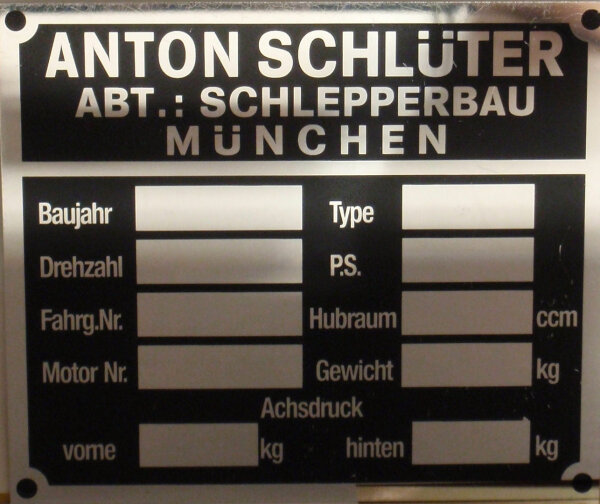 ANTON SCHLÜTER
ABT.: SCHLEPPERBAU
MÜNCHEN
Baujahr Type
Drehzahl P.S.
Fahrg.Nr. Hubraum ccm
Motor Nr. Gewicht kg
Achsdruck
vorne kg hinten kg